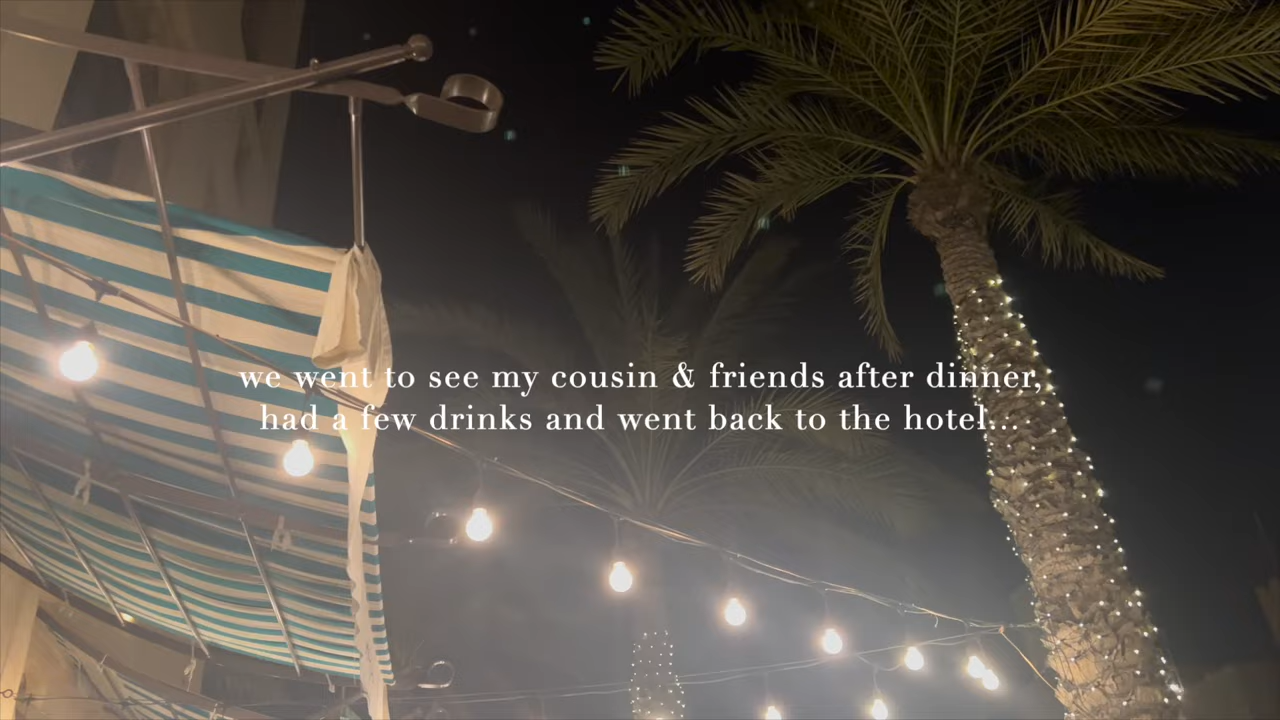 we went to see my cousin & friends after dinner,
had a few drinks and went back to the hotel...